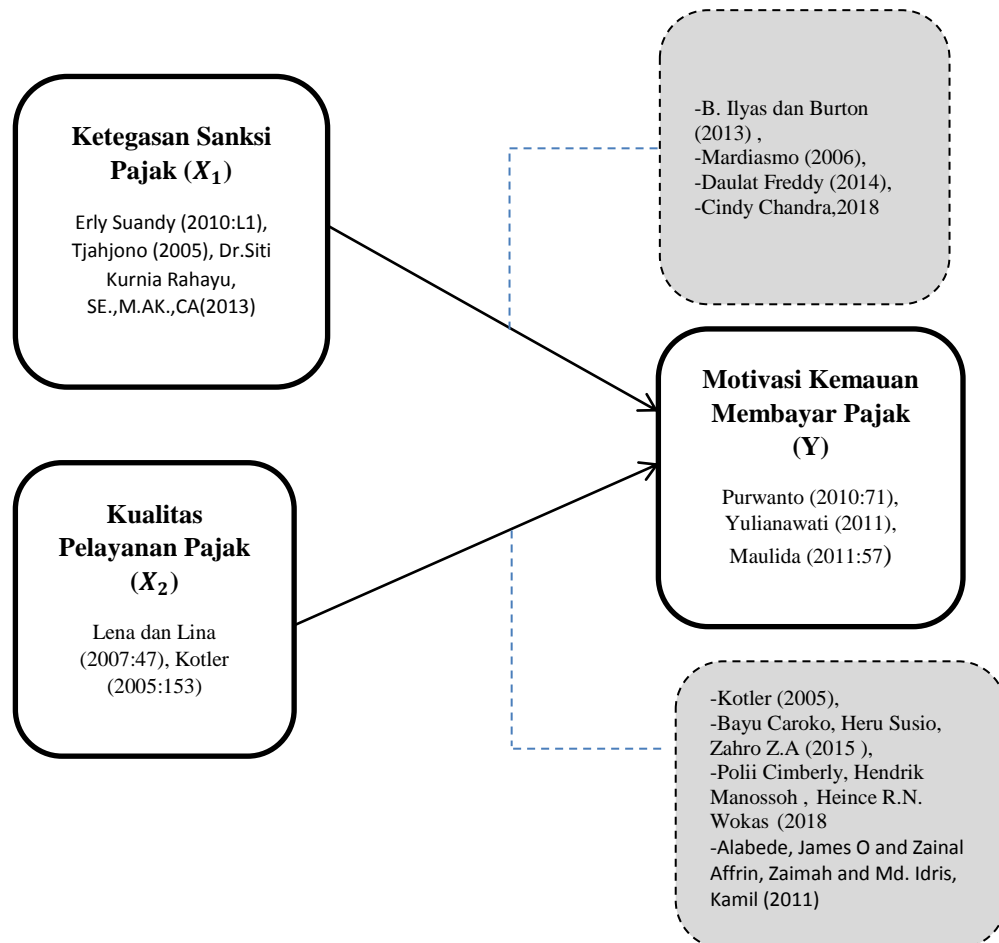 Ketegasan Sanksi
Pajak (X₁)
Erly Suandy (2010:L1),
Tjahjono (2005), Dr.Siti
Kurnia Rahayu,
SE.,M.AK.,CA(2013)
-B. Ilyas dan Burton
(2013) ,
-Mardiasmo (2006),
-Daulat Freddy (2014),
-Cindy Chandra,2018
Motivasi Kemauan
Membayar Pajak
(Y)
Purwanto (2010:71),
Yulianawati (2011),
Maulida (2011:57)
Kualitas
Pelayanan Pajak
(X₂)
Lena dan Lina
(2007:47), Kotler
(2005:153)
-Kotler (2005),
-Bayu Caroko, Heru Susio,
Zahro Z.A (2015 ),
-Polii Cimberly, Hendrik
Manossoh , Heince R.N.
Wokas (2018
-Alabede, James O and Zainal
Affrin, Zaimah and Md. Idris,
Kamil (2011)